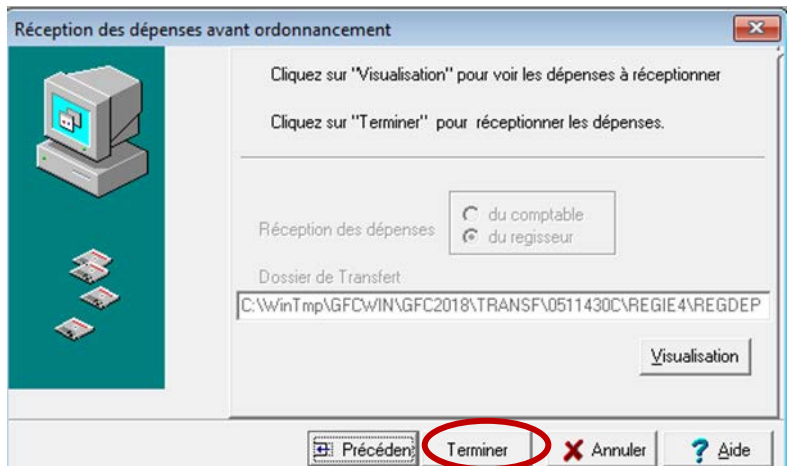 Réception des dépenses avant ordonnancement
Cliquez sur "Visualisation" pour voir les dépenses à réceptionner
Cliquez sur "Terminer" pour réceptionner les dépenses.
Réception des dépenses
du comptable
du regisseur
Dossier de Transfert
C:\WinTmp\GFCWIN\GFC2018\TRANSF\0511430C\REGIE4\REGDEP
Visualisation
Précéden
Terminer
Annuler
Aide